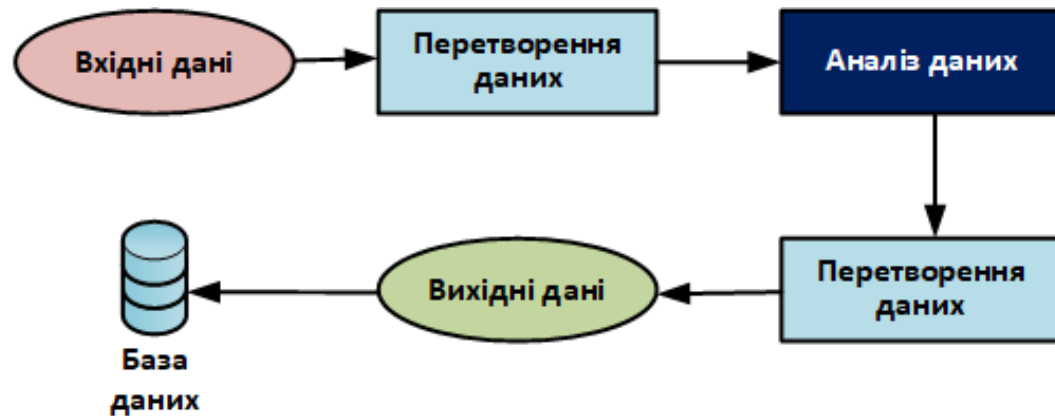 Вхідні дані
Перетворення
даних
Аналіз даних
Перетворення
даних
Вихідні дані
База
даних